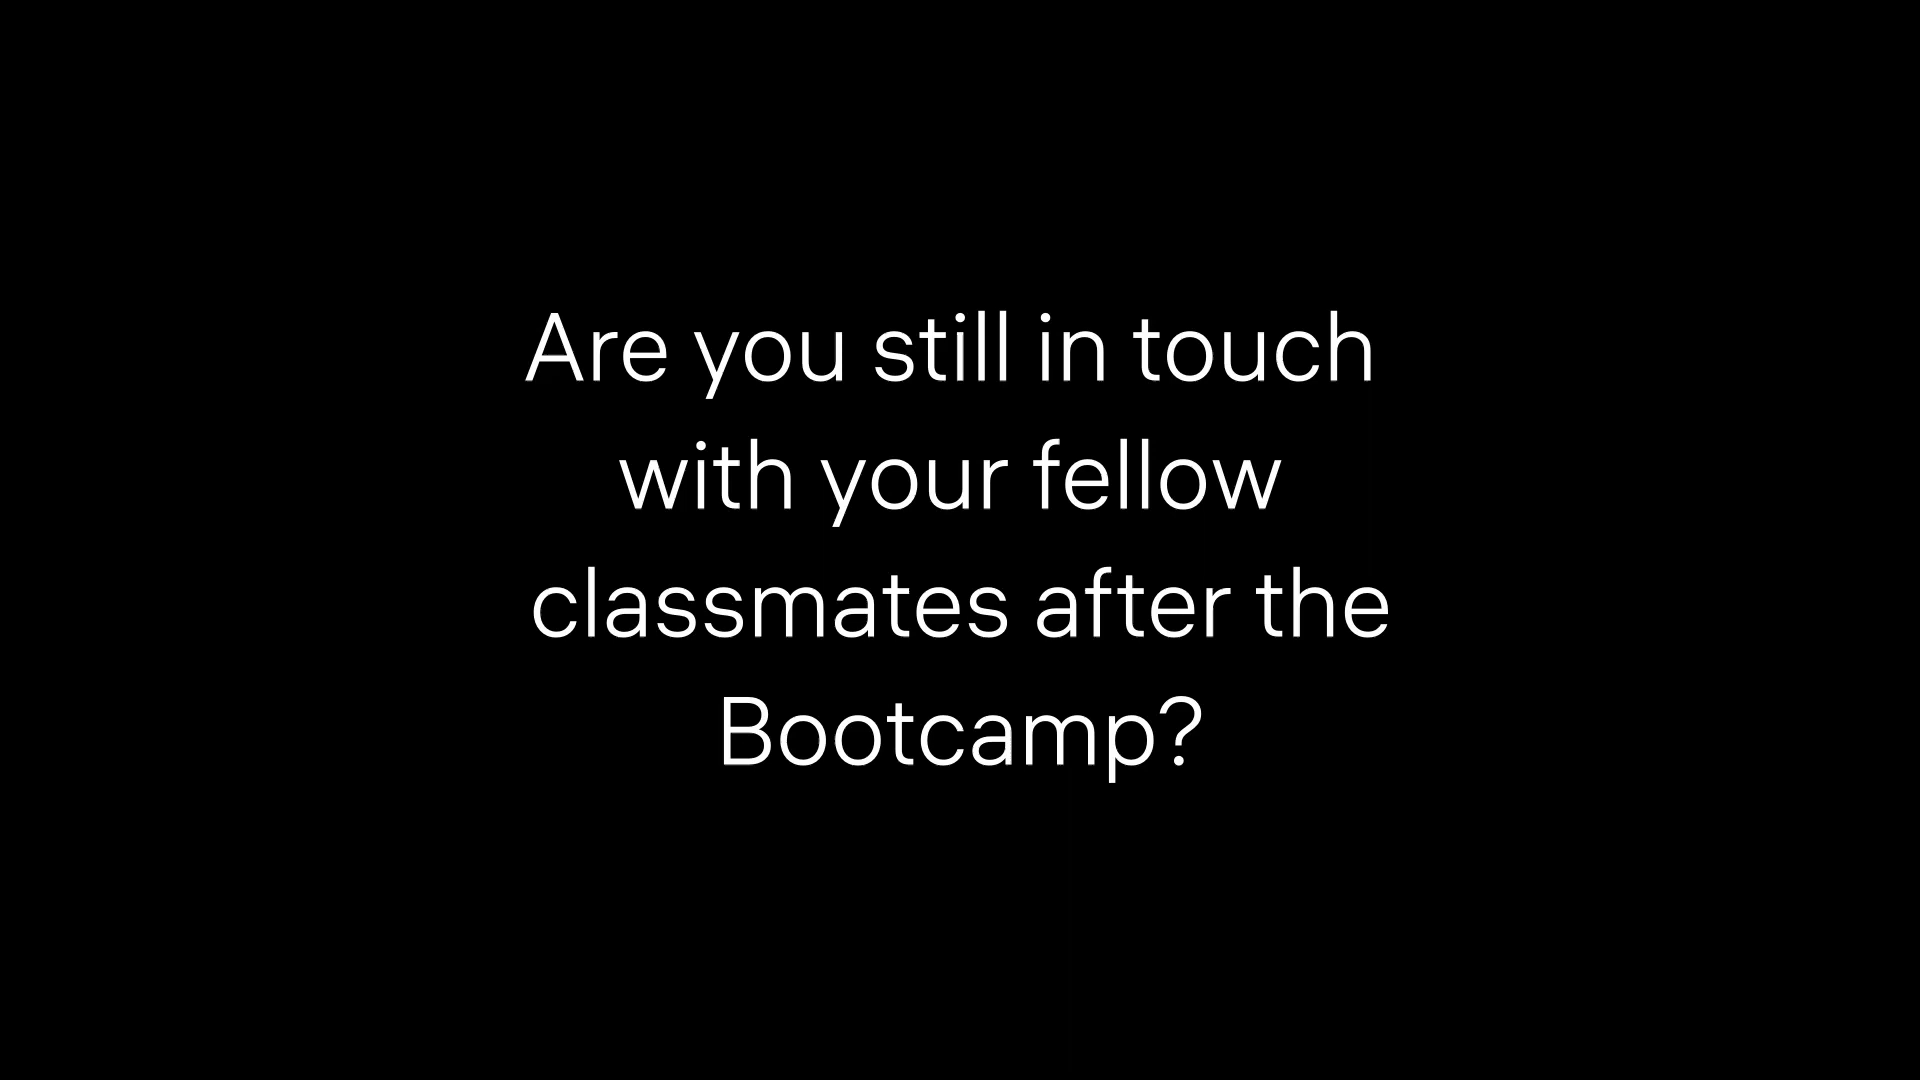 Are you still in touch
with your fellow
classmates after the
Bootcamp?